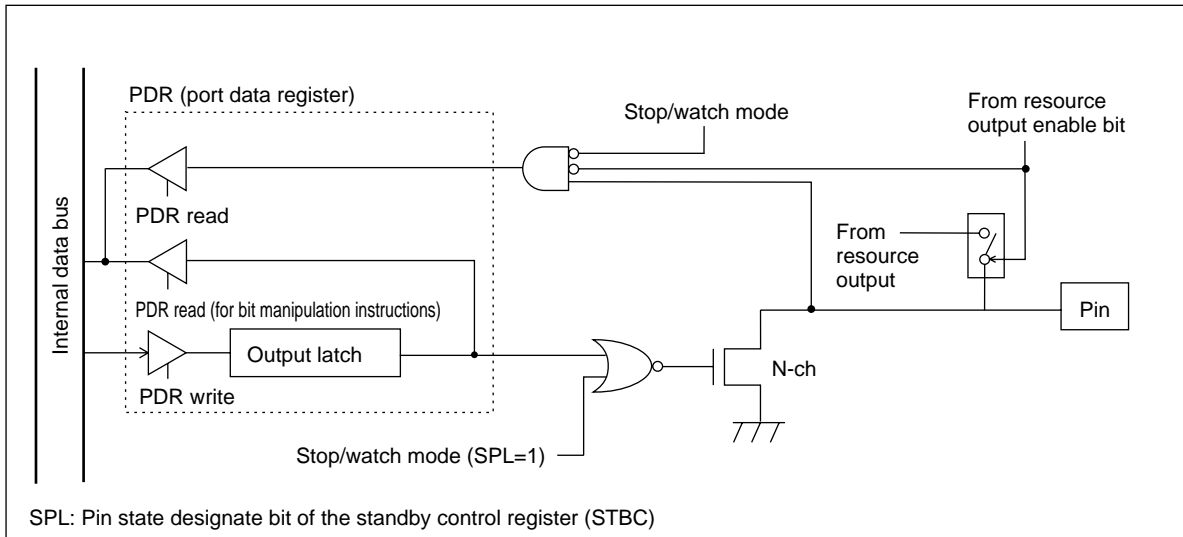 PDR (port data register)
Stop/watch mode
From resource
output enable bit
Internal data bus
PDR read
From
resource
output
PDR read (for bit manipulation instructions)
Pin
Output latch
N-ch
PDR write
Stop/watch mode (SPL=1)
SPL: Pin state designate bit of the standby control register (STBC)